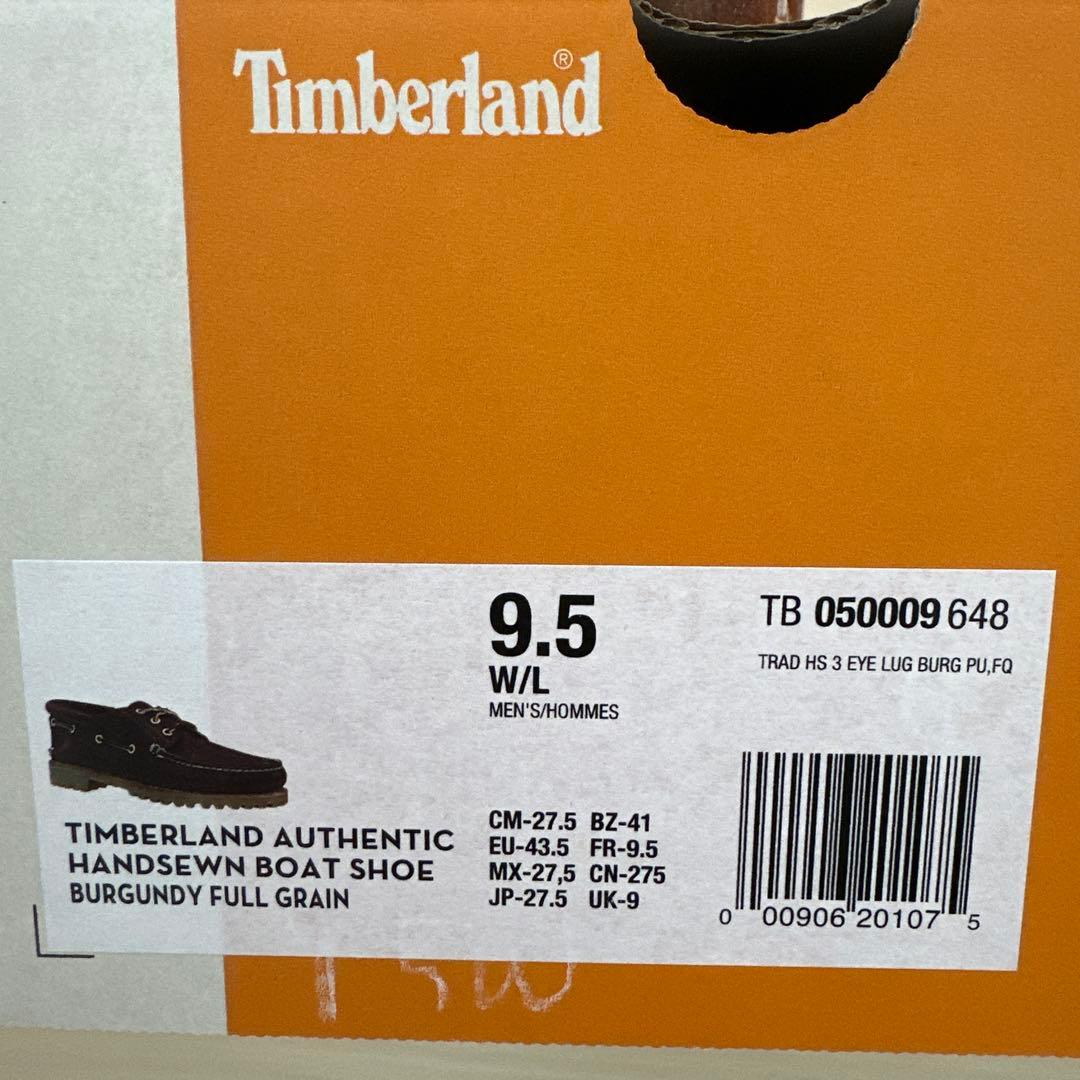 Timberland®
9.5
W/L
MEN'S/HOMMES
TB 050009 648
TRAD HS 3 EYE LUG BURG PU,FQ
TIMBERLAND AUTHENTIC
HANDSEWN BOAT SHOE
BURGUNDY FULL GRAIN
CM-27.5 BZ-41
EU-43.5 FR-9.5
MX-27,5 CN-275
JP-27.5 UK-9
0 00906 20107 5